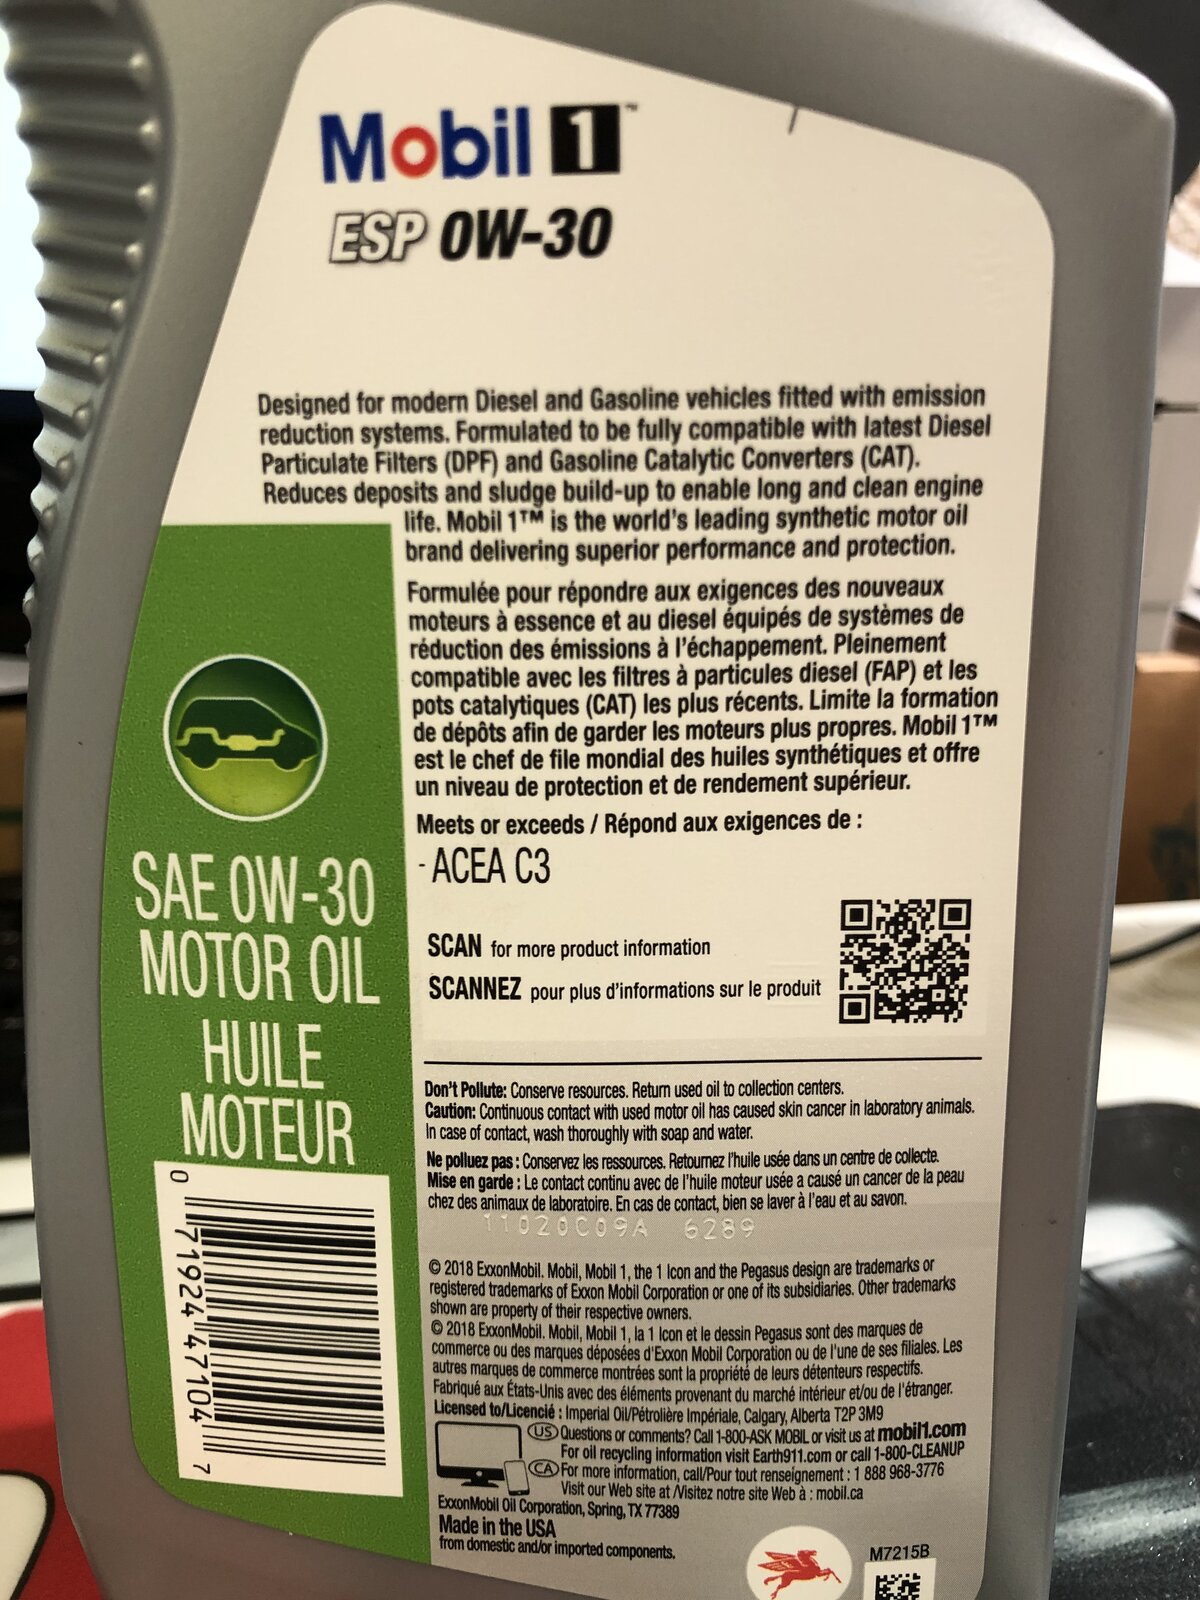 Mobil 1™
ESP 0W-30
Designed for modern Diesel and Gasoline vehicles fitted with emission
reduction systems. Formulated to be fully compatible with latest Diesel
Particulate Filters (DPF) and Gasoline Catalytic Converters (CAT).
Reduces deposits and sludge build-up to enable long and clean engine
life. Mobil 1™ is the world's leading synthetic motor oil
brand delivering superior performance and protection.
Formulée pour répondre aux exigences des nouveaux
moteurs à essence et au diesel équipés de systèmes de
réduction des émissions à l'échappement. Pleinement
compatible avec les filtres à particules diesel (FAP) et les
pots catalytiques (CAT) les plus récents. Limite la formation
de dépôts afin de garder les moteurs plus propres. Mobil 1™
est le chef de file mondial des huiles synthétiques et offre
un niveau de protection et de rendement supérieur.
Meets or exceeds / Répond aux exigences de :
- ACEA C3
SCAN for more product information
SCANNEZ pour plus d'informations sur le produit
SAE 0W-30
MOTOR OIL
HUILE
MOTEUR
0 71924 47104 7
Don't Pollute: Conserve resources. Return used oil to collection centers.
Caution: Continuous contact with used motor oil has caused skin cancer in laboratory animals.
In case of contact, wash thoroughly with soap and water.
Ne polluez pas : Conservez les ressources. Retournez l'huile usée dans un centre de collecte.
Mise en garde : Le contact continu avec de l'huile moteur usée a causé un cancer de la peau
chez des animaux de laboratoire. En cas de contact, bien se laver à l'eau et au savon.
11020C09A 6289
© 2018 ExxonMobil. Mobil, Mobil 1, the 1 Icon and the Pegasus design are trademarks or
registered trademarks of Exxon Mobil Corporation or one of its subsidiaries. Other trademarks
shown are property of their respective owners.
© 2018 ExxonMobil. Mobil, Mobil 1, la 1 Icon et le dessin Pegasus sont des marques de
commerce ou des marques déposées d'Exxon Mobil Corporation ou de l'une de ses filiales. Les
autres marques de commerce montrées sont la propriété de leurs détenteurs respectifs.
Fabriqué aux États-Unis avec des éléments provenant du marché intérieur et/ou de l'étranger.
Licensed to/Licencié : Imperial Oil/Pétrolière Impériale, Calgary, Alberta T2P 3M9
US Questions or comments? Call 1-800-ASK MOBIL or visit us at mobil1.com
For oil recycling information visit Earth911.com or call 1-800-CLEANUP
CA For more information, call/Pour tout renseignement : 1 888 968-3776
Visit our Web site at /Visitez notre site Web à : mobil.ca
ExxonMobil Oil Corporation, Spring, TX 77389
Made in the USA
from domestic and/or imported components.
M7215B